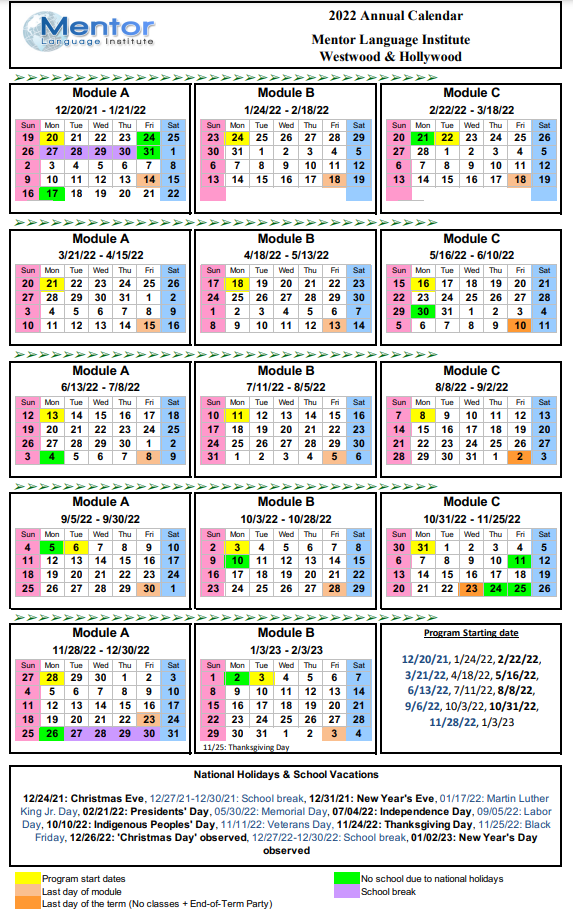 Mentor
Language Institute
2022 Annual Calendar
Mentor Language Institute
Westwood & Hollywood
Module A
12/20/21 - 1/21/22
Sun Mon Tue Wed Thu Fri Sat
19 20 21 22 23 24 25
26 27 28 29 30 31 1
2 3 4 5 6 7 8
9 10 11 12 13 14 15
16 17 18 19 20 21 22
Module B
1/24/22 - 2/18/22
Sun Mon Tue Wed Thu Fri Sat
23 24 25 26 27 28 29
30 31 1 2 3 4 5
6 7 8 9 10 11 12
13 14 15 16 17 18 19
Module C
2/22/22 - 3/18/22
Sun Mon Tue Wed Thu Fri Sat
20 21 22 23 24 25 26
27 28 1 2 3 4 5
6 7 8 9 10 11 12
13 14 15 16 17 18 19
Module A
3/21/22 - 4/15/22
Sun Mon Tue Wed Thu Fri Sat
20 21 22 23 24 25 26
27 28 29 30 31 1 2
3 4 5 6 7 8 9
10 11 12 13 14 15 16
Module B
4/18/22 - 5/13/22
Sun Mon Tue Wed Thu Fri Sat
17 18 19 20 21 22 23
24 25 26 27 28 29 30
1 2 3 4 5 6 7
8 9 10 11 12 13 14
Module C
5/16/22 - 6/10/22
Sun Mon Tue Wed Thu Fri Sat
15 16 17 18 19 20 21
22 23 24 25 26 27 28
29 30 31 1 2 3 4
5 6 7 8 9 10 11
Module A
6/13/22 - 7/8/22
Sun Mon Tue Wed Thu Fri Sat
12 13 14 15 16 17 18
19 20 21 22 23 24 25
26 27 28 29 30 1 2
3 4 5 6 7 8 9
Module B
7/11/22 - 8/5/22
Sun Mon Tue Wed Thu Fri Sat
10 11 12 13 14 15 16
17 18 19 20 21 22 23
24 25 26 27 28 29 30
31 1 2 3 4 5 6
Module C
8/8/22 - 9/2/22
Sun Mon Tue Wed Thu Fri Sat
7 8 9 10 11 12 13
14 15 16 17 18 19 20
21 22 23 24 25 26 27
28 29 30 31 1 2 3
Module A
9/5/22 - 9/30/22
Sun Mon Tue Wed Thu Fri Sat
4 5 6 7 8 9 10
11 12 13 14 15 16 17
18 19 20 21 22 23 24
25 26 27 28 29 30 1
Module B
10/3/22 - 10/28/22
Sun Mon Tue Wed Thu Fri Sat
2 3 4 5 6 7 8
9 10 11 12 13 14 15
16 17 18 19 20 21 22
23 24 25 26 27 28 29
Module C
10/31/22 - 11/25/22
Sun Mon Tue Wed Thu Fri Sat
30 31 1 2 3 4 5
6 7 8 9 10 11 12
13 14 15 16 17 18 19
20 21 22 23 24 25 26
Module A
11/28/22 - 12/30/22
Sun Mon Tue Wed Thu Fri Sat
27 28 29 30 1 2 3
4 5 6 7 8 9 10
11 12 13 14 15 16 17
18 19 20 21 22 23 24
25 26 27 28 29 30 31
Module B
1/3/23 - 2/3/23
Sun Mon Tue Wed Thu Fri Sat
1 2 3 4 5 6 7
8 9 10 11 12 13 14
15 16 17 18 19 20 21
22 23 24 25 26 27 28
29 30 31 1 2 3 4
11/25: Thanksgiving Day
Program Starting date
12/20/21, 1/24/22, 2/22/22,
3/21/22, 4/18/22, 5/16/22,
6/13/22, 7/11/22, 8/8/22,
9/6/22, 10/3/22, 10/31/22,
11/28/22, 1/3/23
National Holidays & School Vacations
12/24/21: Christmas Eve, 12/27/21-12/30/21: School break, 12/31/21: New Year's Eve, 01/17/22: Martin Luther
King Jr. Day, 02/21/22: Presidents' Day, 05/30/22: Memorial Day, 07/04/22: Independence Day, 09/05/22: Labor
Day, 10/10/22: Indigenous Peoples' Day, 11/11/22: Veterans Day, 11/24/22: Thanksgiving Day, 11/25/22: Black
Friday, 12/26/22: 'Christmas Day' observed, 12/27/22-12/30/22: School break, 01/02/23: New Year's Day
observed
Program start dates
No school due to national holidays
Last day of module
School break
Last day of the term (No classes + End-of-Term Party)